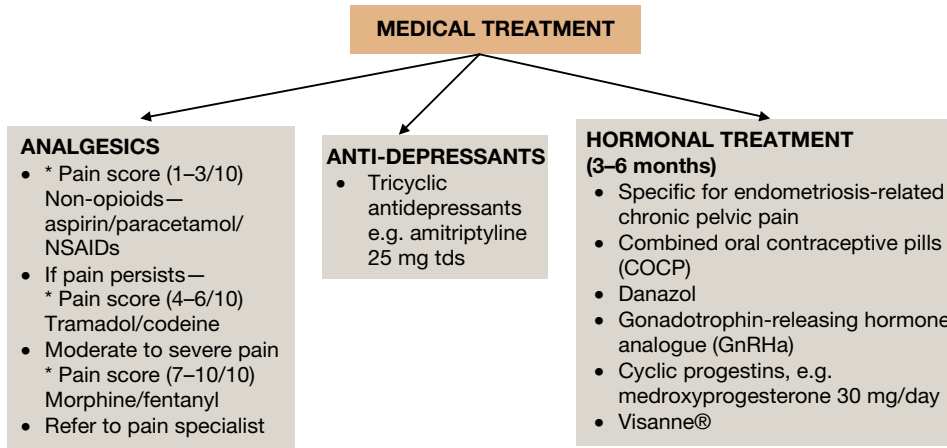 MEDICAL TREATMENT
ANALGESICS
• * Pain score (1–3/10)
Non-opioids—
aspirin/paracetamol/
NSAIDs
• If pain persists—
* Pain score (4–6/10)
Tramadol/codeine
• Moderate to severe pain
* Pain score (7–10/10)
Morphine/fentanyl
• Refer to pain specialist
ANTI-DEPRESSANTS
• Tricyclic
antidepressants
e.g. amitriptyline
25 mg tds
HORMONAL TREATMENT
(3–6 months)
• Specific for endometriosis-related
chronic pelvic pain
• Combined oral contraceptive pills
(COCP)
• Danazol
• Gonadotrophin-releasing hormone
analogue (GnRHa)
• Cyclic progestins, e.g.
medroxyprogesterone 30 mg/day
• Visanne®